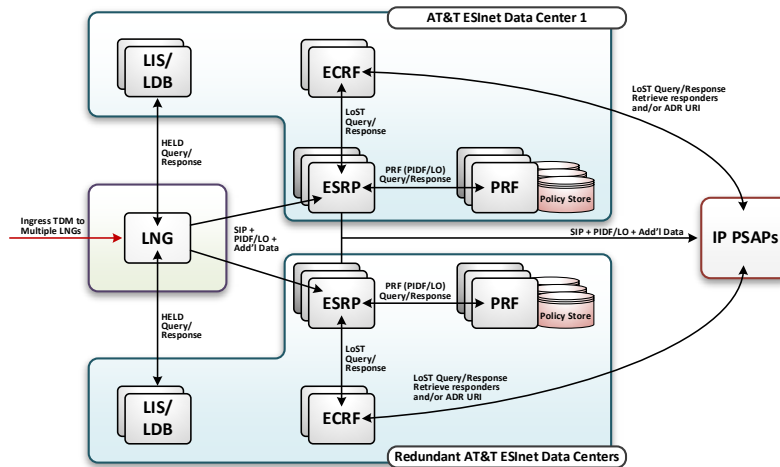 AT&T ESInet Data Center 1
LIS/
LDB
ECRF
LoST Query/Response
Retrieve responders
and/or ADR URI
LoST
Query/
Response
HELD
Query/
Response
PRF (PIDF/LO)
Query/Response
ESRP
PRF
Policy Store
Ingress TDM to
Multiple LNGs
LNG
SIP +
PIDF/LO +
Add'l Data
SIP + PIDF/LO + Add'l Data
IP PSAPs
PRF (PIDF/LO)
Query/Response
ESRP
PRF
Policy Store
HELD
Query/
Response
LoST
Query/
Response
LoST Query/Response
Retrieve responders
and/or ADR URI
LIS/
LDB
ECRF
Redundant AT&T ESInet Data Centers